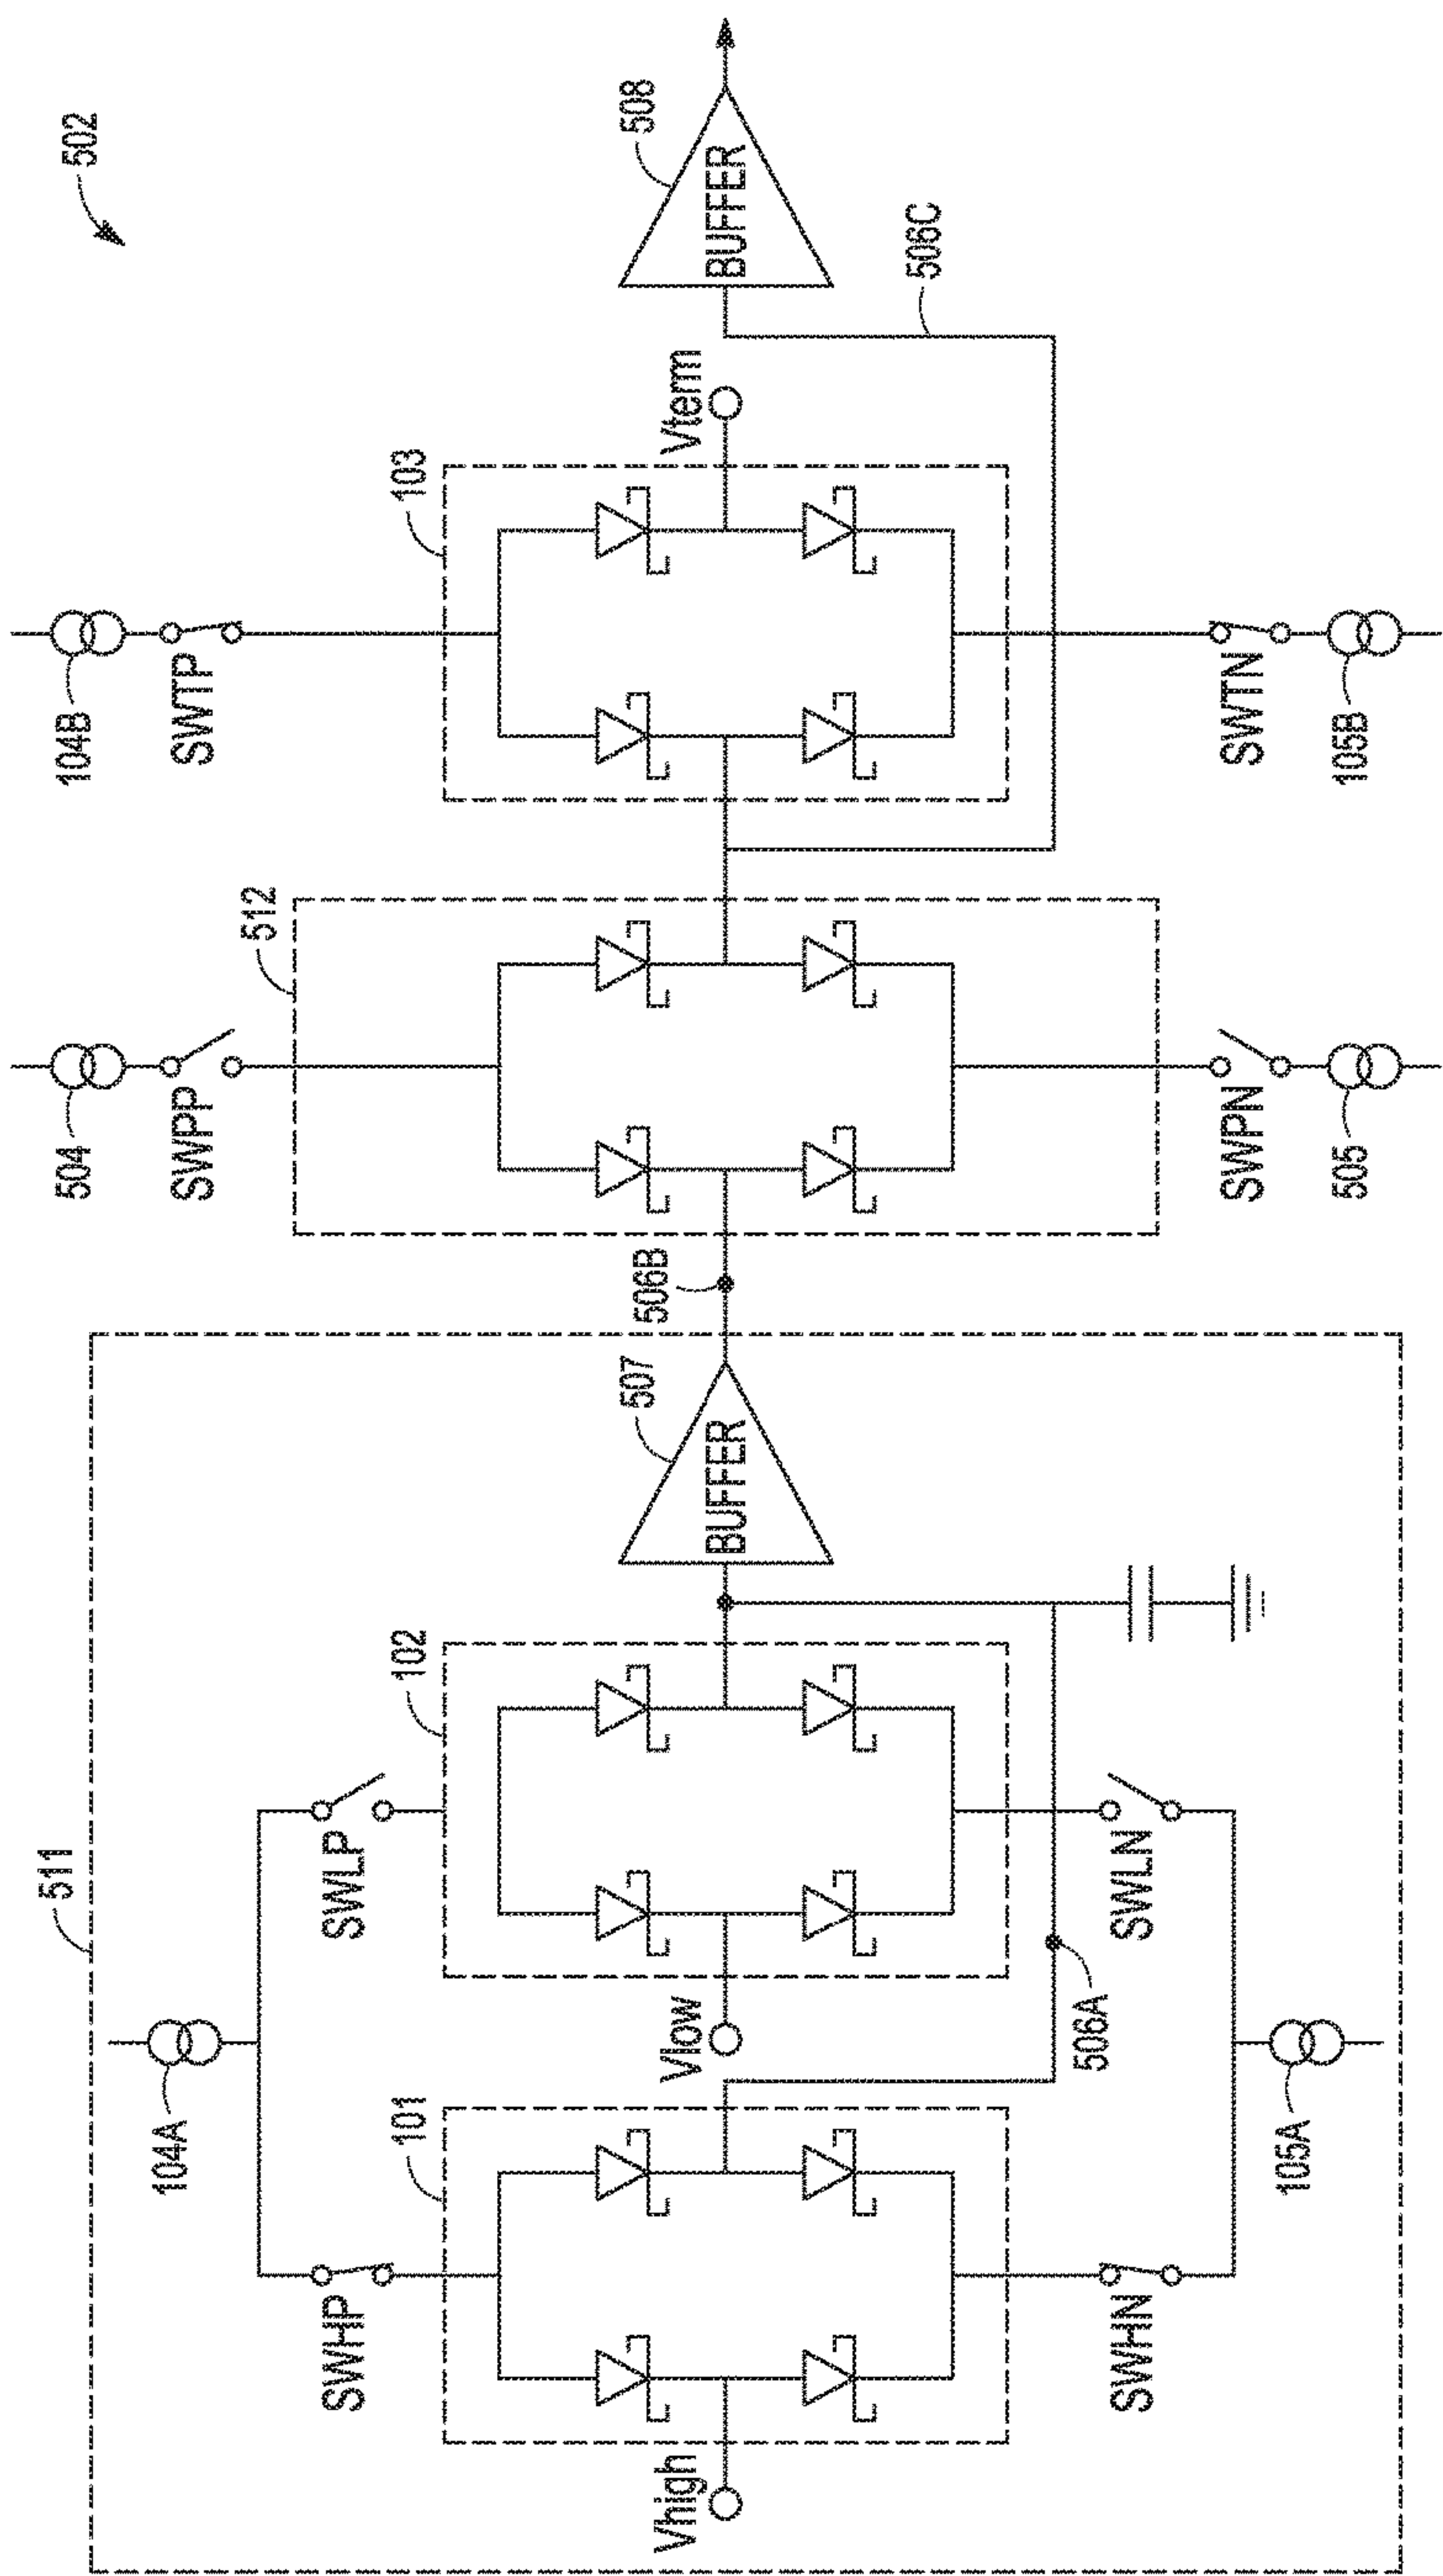 502
511
104A
SWHP
SWLP
101
102
Vhigh
Vlow
507
BUFFER
506A
SWHN
SWLN
105A
506B
504
SWPP
512
SWPN
505
104B
SWTP
103
Vterm
SWTN
105B
508
BUFFER
506C